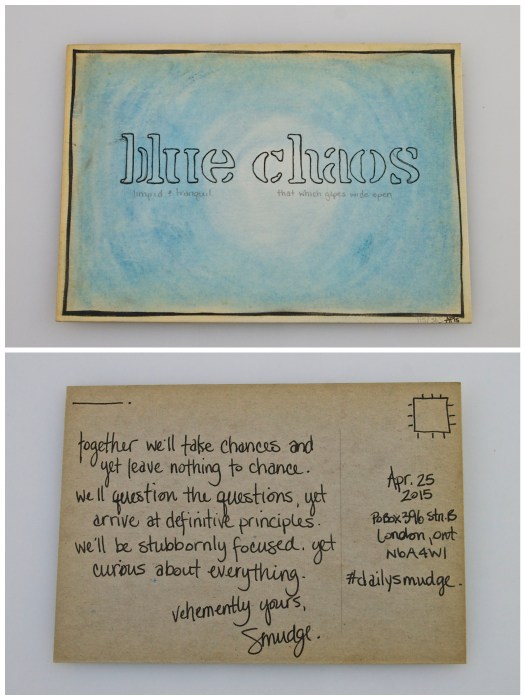 blue chaos
limpid & tranquil that which gapes wide open
together we'll take chances and
yet leave nothing to chance.
we'll question the questions, yet
arrive at definitive principles.
we'll be stubbornly focused. yet
curious about everything.
vehemently yours,
Smudge.
Apr. 25
2015
PoBox 396 Stn. B
London, Ont
N6A4W1
#dailysmudge.